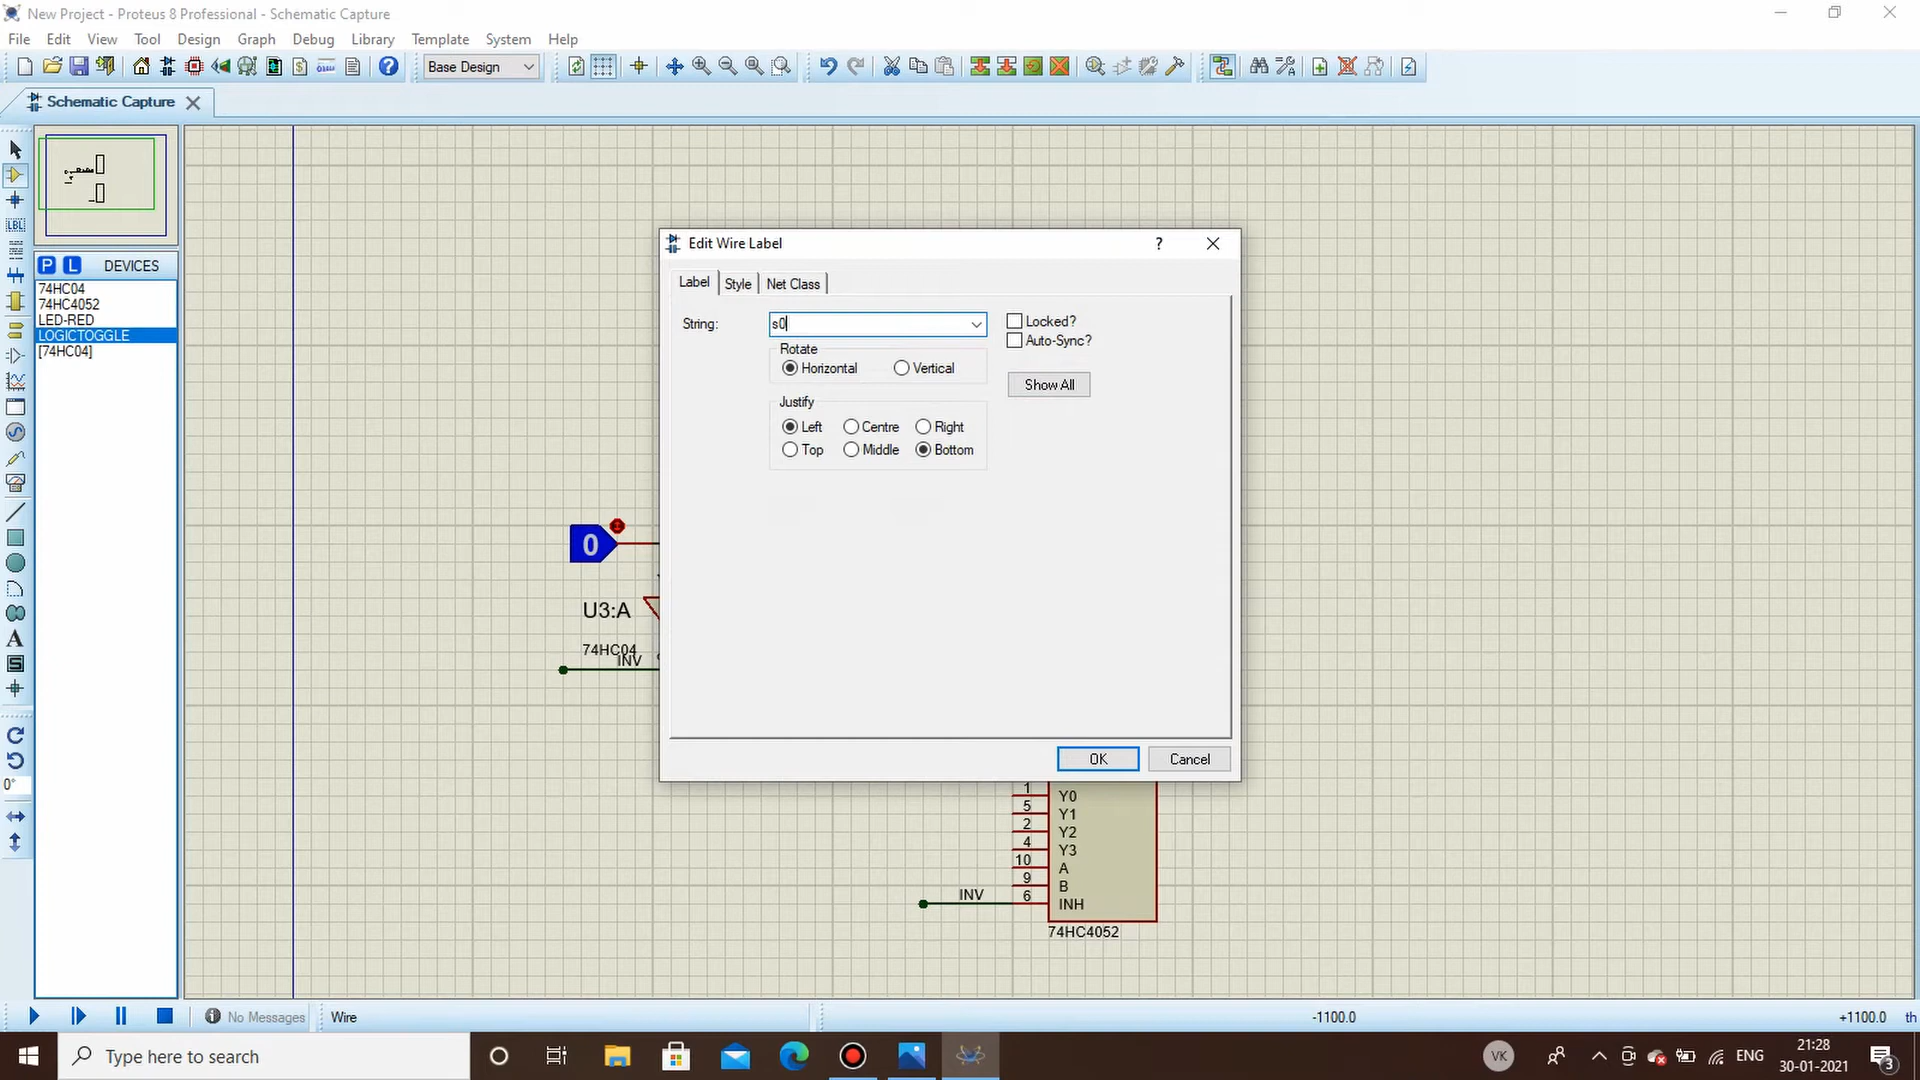 New Project - Proteus 8 Professional - Schematic Capture
File Edit View Tool Design Graph Debug Library Template System Help
Base Design
Schematic Capture
LBL
P L DEVICES
74HC04
74HC4052
LED-RED
LOGICTOGGLE
[74HC04]
A
S
0°
Edit Wire Label
?
Label Style Net Class
String: s0
Locked?
Auto-Sync?
Rotate
Horizontal Vertical
Show All
Justify
Left Centre Right
Top Middle Bottom
OK Cancel
0
U3:A
74HC04
INV
1 Y0
5 Y1
2 Y2
4 Y3
10 A
9 B
INV 6 INH
74HC4052
No Messages Wire -1100.0 +1100.0 th
Type here to search
VK
ENG
21:28
30-01-2021
3